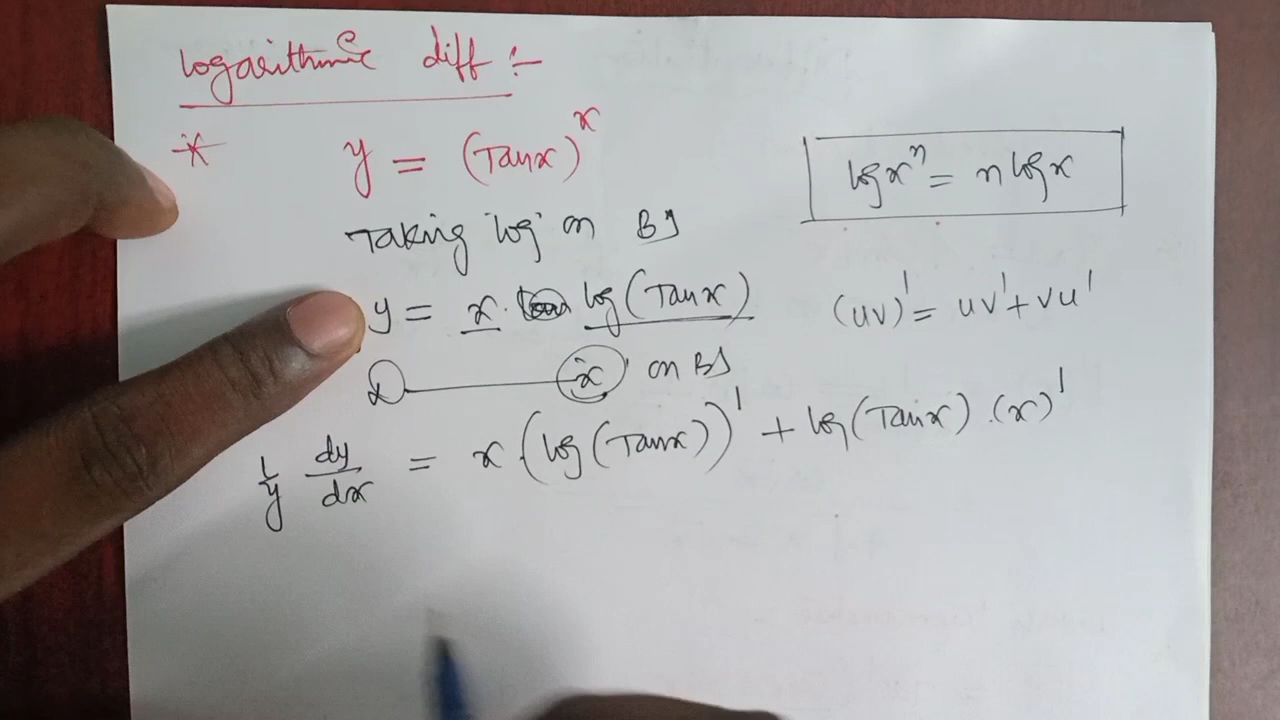 Logarithmic diff :-
* y = (Tanx)^x
log x^n = n log x
Taking 'log' on BS
y = x. log(Tanx)
(uv)' = uv' + vu'
D x' on BS
1/y dy/dx = x.(log(Tanx))' + log(Tanx).(x)'